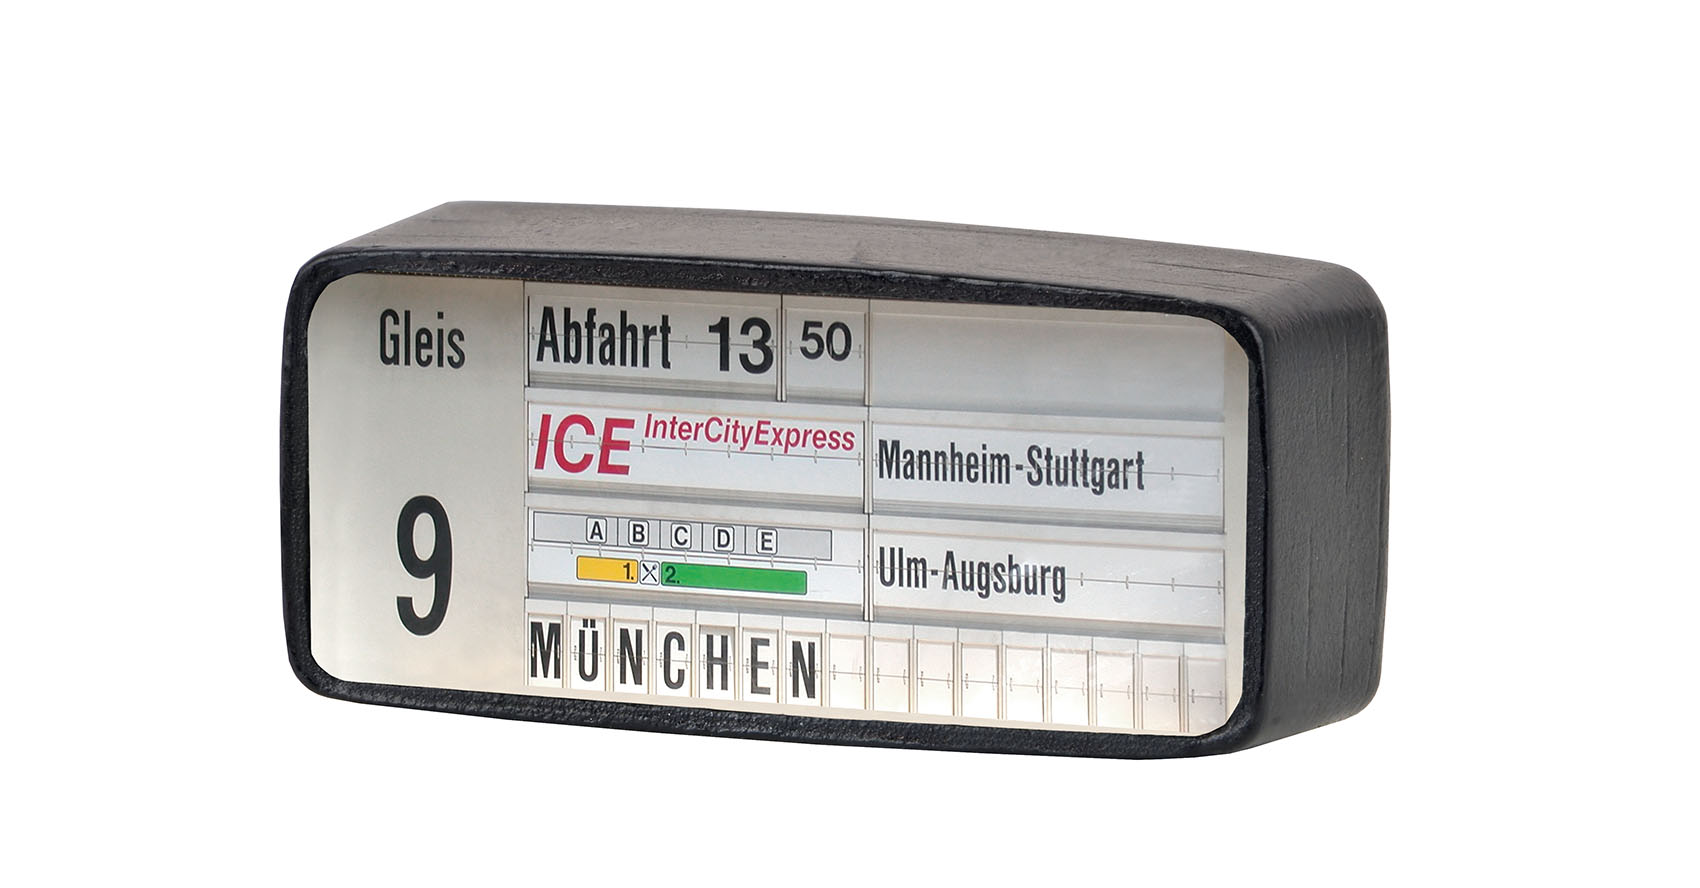 Gleis
9
Abfahrt 13 50
ICE InterCityExpress
Mannheim-Stuttgart
A B C D E
1. 2.
Ulm-Augsburg
MÜNCHEN